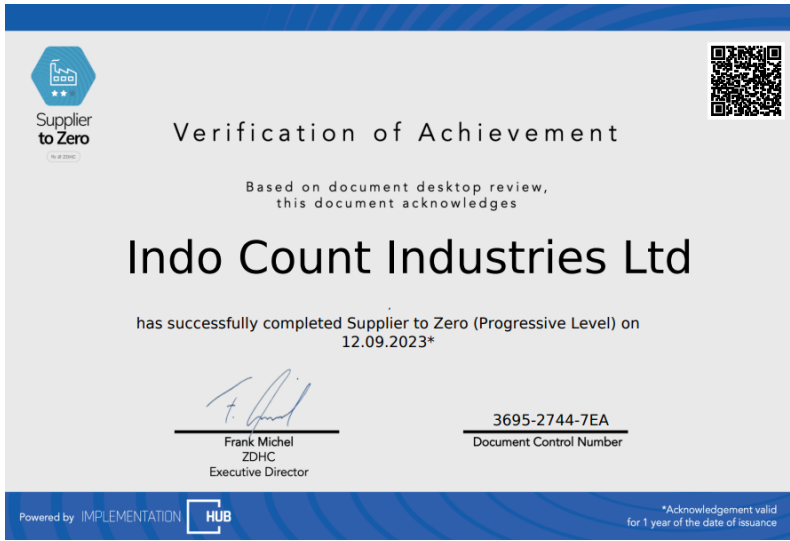 Supplier
to Zero
Verification of Achievement
Based on document desktop review,
this document acknowledges
Indo Count Industries Ltd
.
has successfully completed Supplier to Zero (Progressive Level) on
12.09.2023*
Frank Michel
ZDHC
Executive Director
3695-2744-7EA
Document Control Number
Powered by IMPLEMENTATION HUB
*Acknowledgement valid
for 1 year of the date of issuance